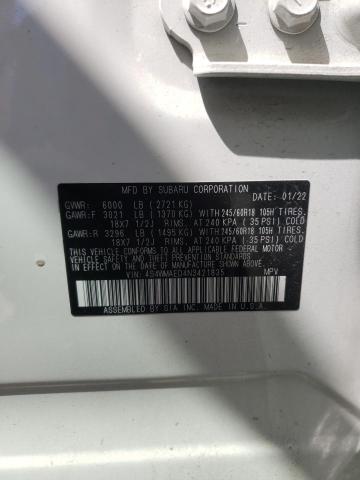 MFD BY SUBARU CORPORATION
GVWR: 6000 LB (2721 KG) DATE: 01/22
GAWR:F 3021 LB (1370 KG) WITH 245/60R18 105H TIRES.
18X7 1/2J RIMS. AT 240 KPA (35 PSI) COLD
GAWR:R 3296 LB (1495 KG) WITH 245/60R18 105H TIRES.
18X7 1/2J RIMS. AT 240 KPA (35 PSI) COLD
THIS VEHICLE CONFORMS TO ALL APPLICABLE FEDERAL MOTOR
VEHICLE SAFETY AND BUMPER AND THEFT PREVENTION STANDARDS
IN EFFECT ON THE DATE OF MANUFACTURE SHOWN ABOVE.
VIN: 4S4WMAED4N3421835 MPV
ASSEMBLED BY SIA INC. MADE IN U.S.A